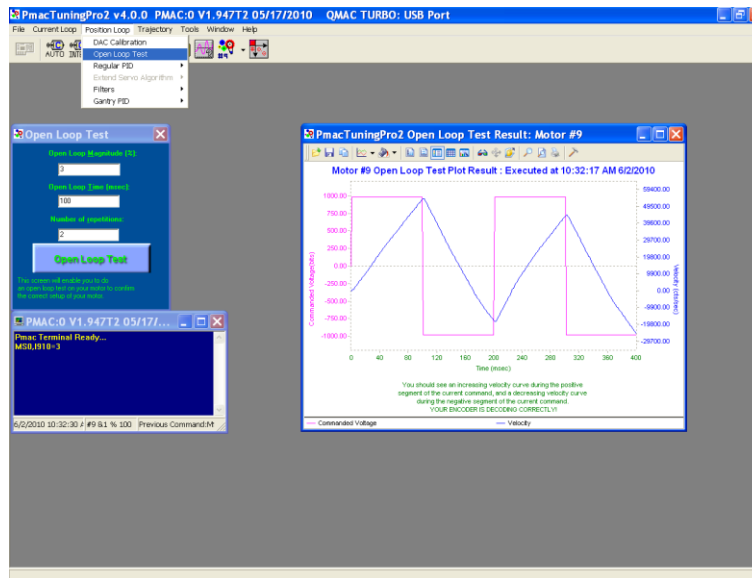 PmacTuningPro2 v4.0.0 PMAC:0 V1.947T2 05/17/2010 QMAC TURBO: USB Port
File Current Loop Position Loop Trajectory Tools Window Help
DAC Calibration
Open Loop Test
Regular PID
Extend Servo Algorithm
Filters
Gantry PID
AUTO
Open Loop Test
Open Loop Magnitude (%):
3
Open Loop Time (msec):
100
Number of repetitions:
2
Open Loop Test
This screen will enable you to do
an open loop test on your motor to confirm
the correct setup of your motor.
PMAC:0 V1.947T2 05/17/...
Pmac Terminal Ready...
MS0,I910=3
6/2/2010 10:32:30 #9 &1 % 100 Previous Command:M
PmacTuningPro2 Open Loop Test Result: Motor #9
Motor #9 Open Loop Test Plot Result : Executed at 10:32:17 AM 6/2/2010
Commanded Voltage(bits)
1000.00
750.00
500.00
250.00
0.00
-250.00
-500.00
-750.00
-1000.00
59400.00
49500.00
39600.00
29700.00
19800.00
9900.00
0.00
-9900.00
-19800.00
-29700.00
Velocity (cts/sec)
0 40 80 120 160 200 240 280 320 360 400
Time (msec)
You should see an increasing velocity curve during the positive
segment of the current command, and a decreasing velocity curve
during the negative segment of the current command.
YOUR ENCODER IS DECODING CORRECTLY!
Commanded Voltage Velocity